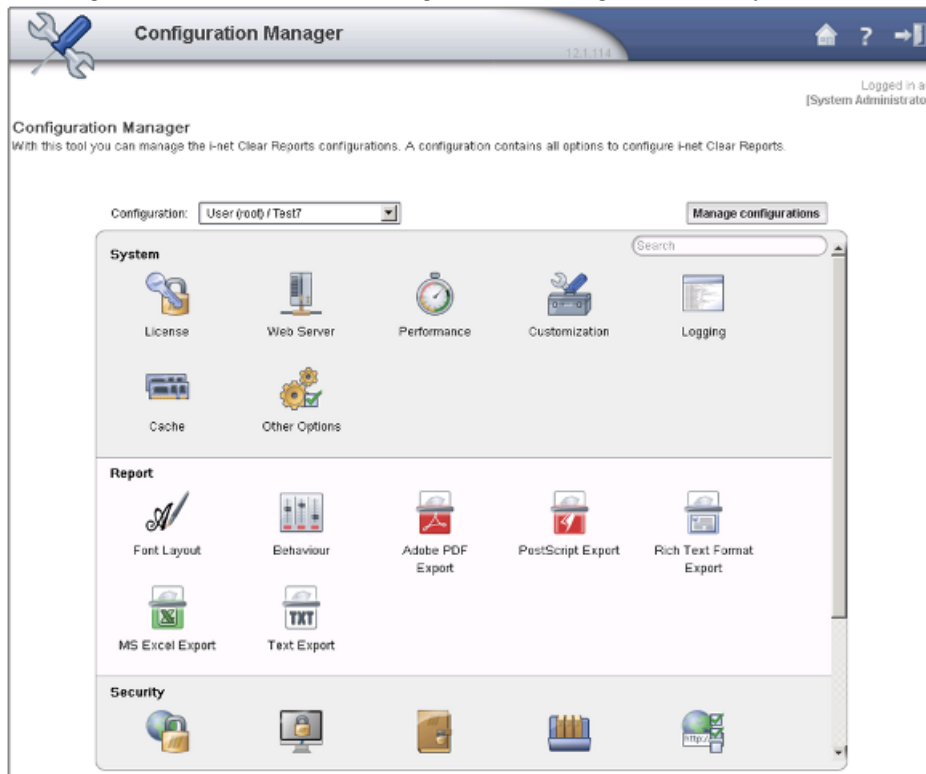 Configuration Manager
12.1.114
?
Logged in a
[System Administrato
Configuration Manager
With this tool you can manage the i-net Clear Reports configurations. A configuration contains all options to configure i-net Clear Reports.
Configuration: User (root) / Test7 Manage configurations
Search
System
License Web Server Performance Customization Logging
Cache Other Options
Report
Font Layout Behaviour Adobe PDF Export PostScript Export Rich Text Format Export
TXT
MS Excel Export Text Export
Security
http://